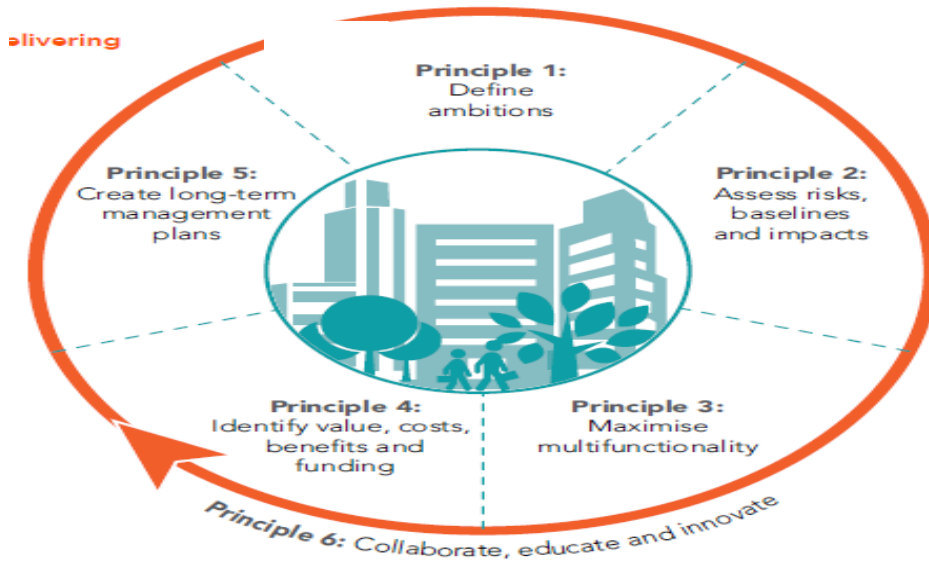 elivering
Principle 1:
Define
ambitions
Principle 2:
Assess risks,
baselines
and impacts
Principle 3:
Maximise
multifunctionality
Principle 4:
Identify value, costs,
benefits and
funding
Principle 5:
Create long-term
management
plans
Principle 6: Collaborate, educate and innovate